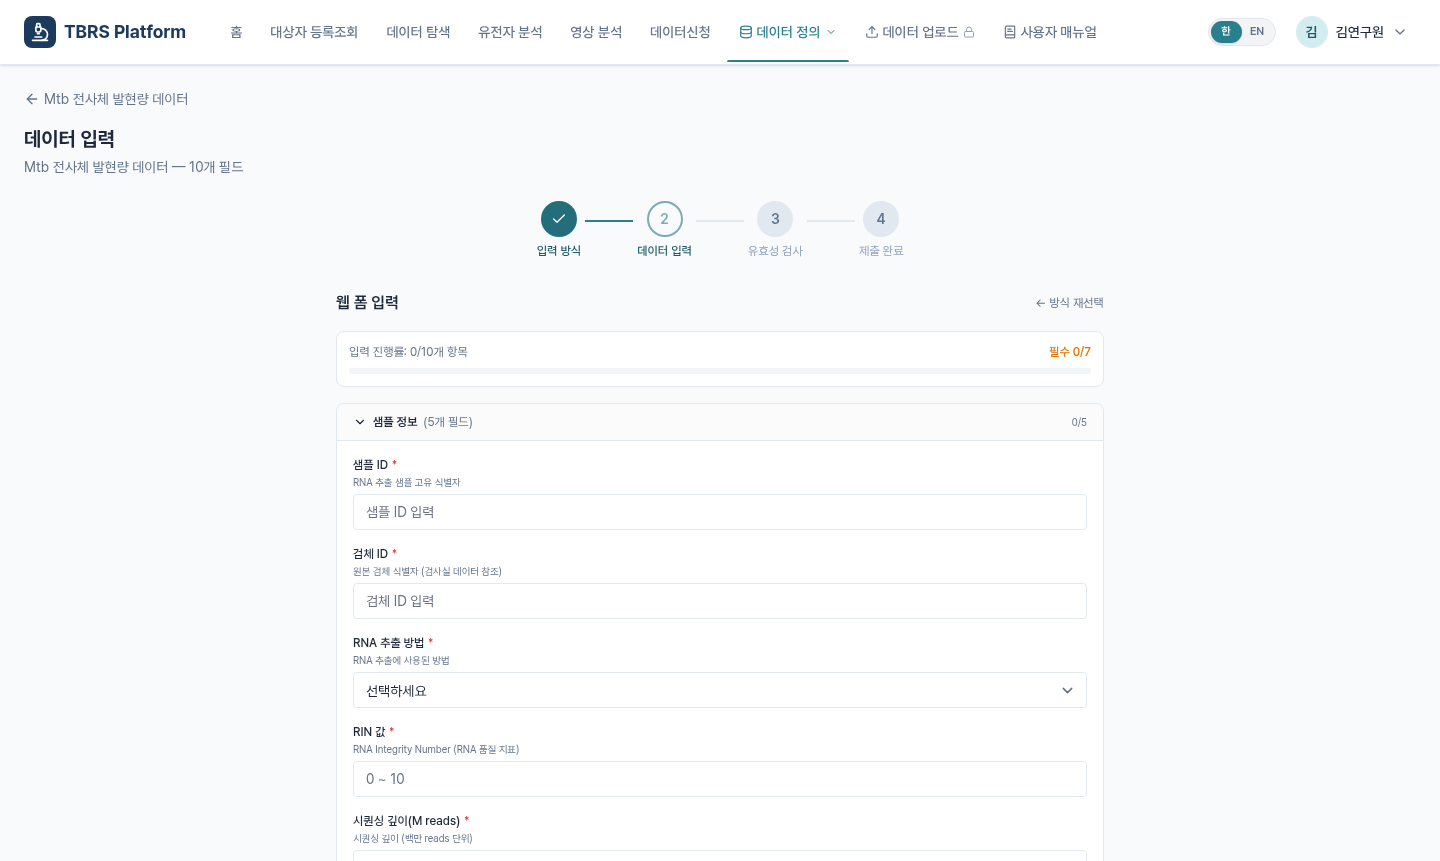 TBRS Platform
홈
대상자 등록조회
데이터 탐색
유전자 분석
영상 분석
데이터신청
데이터 정의
데이터 업로드
사용자 매뉴얼
한
EN
김
김연구원
← Mtb 전사체 발현량 데이터
데이터 입력
Mtb 전사체 발현량 데이터 — 10개 필드
2
3
4
입력 방식
데이터 입력
유효성 검사
제출 완료
웹 폼 입력
← 방식 재선택
입력 진행률: 0/10개 항목
필수 0/7
샘플 정보 (5개 필드)
0/5
샘플 ID *
RNA 추출 샘플 고유 식별자
샘플 ID 입력
검체 ID *
원본 검체 식별자 (검사실 데이터 참조)
검체 ID 입력
RNA 추출 방법 *
RNA 추출에 사용된 방법
선택하세요
RIN 값 *
RNA Integrity Number (RNA 품질 지표)
0 ~ 10
시퀀싱 깊이(M reads) *
시퀀싱 깊이 (백만 reads 단위)